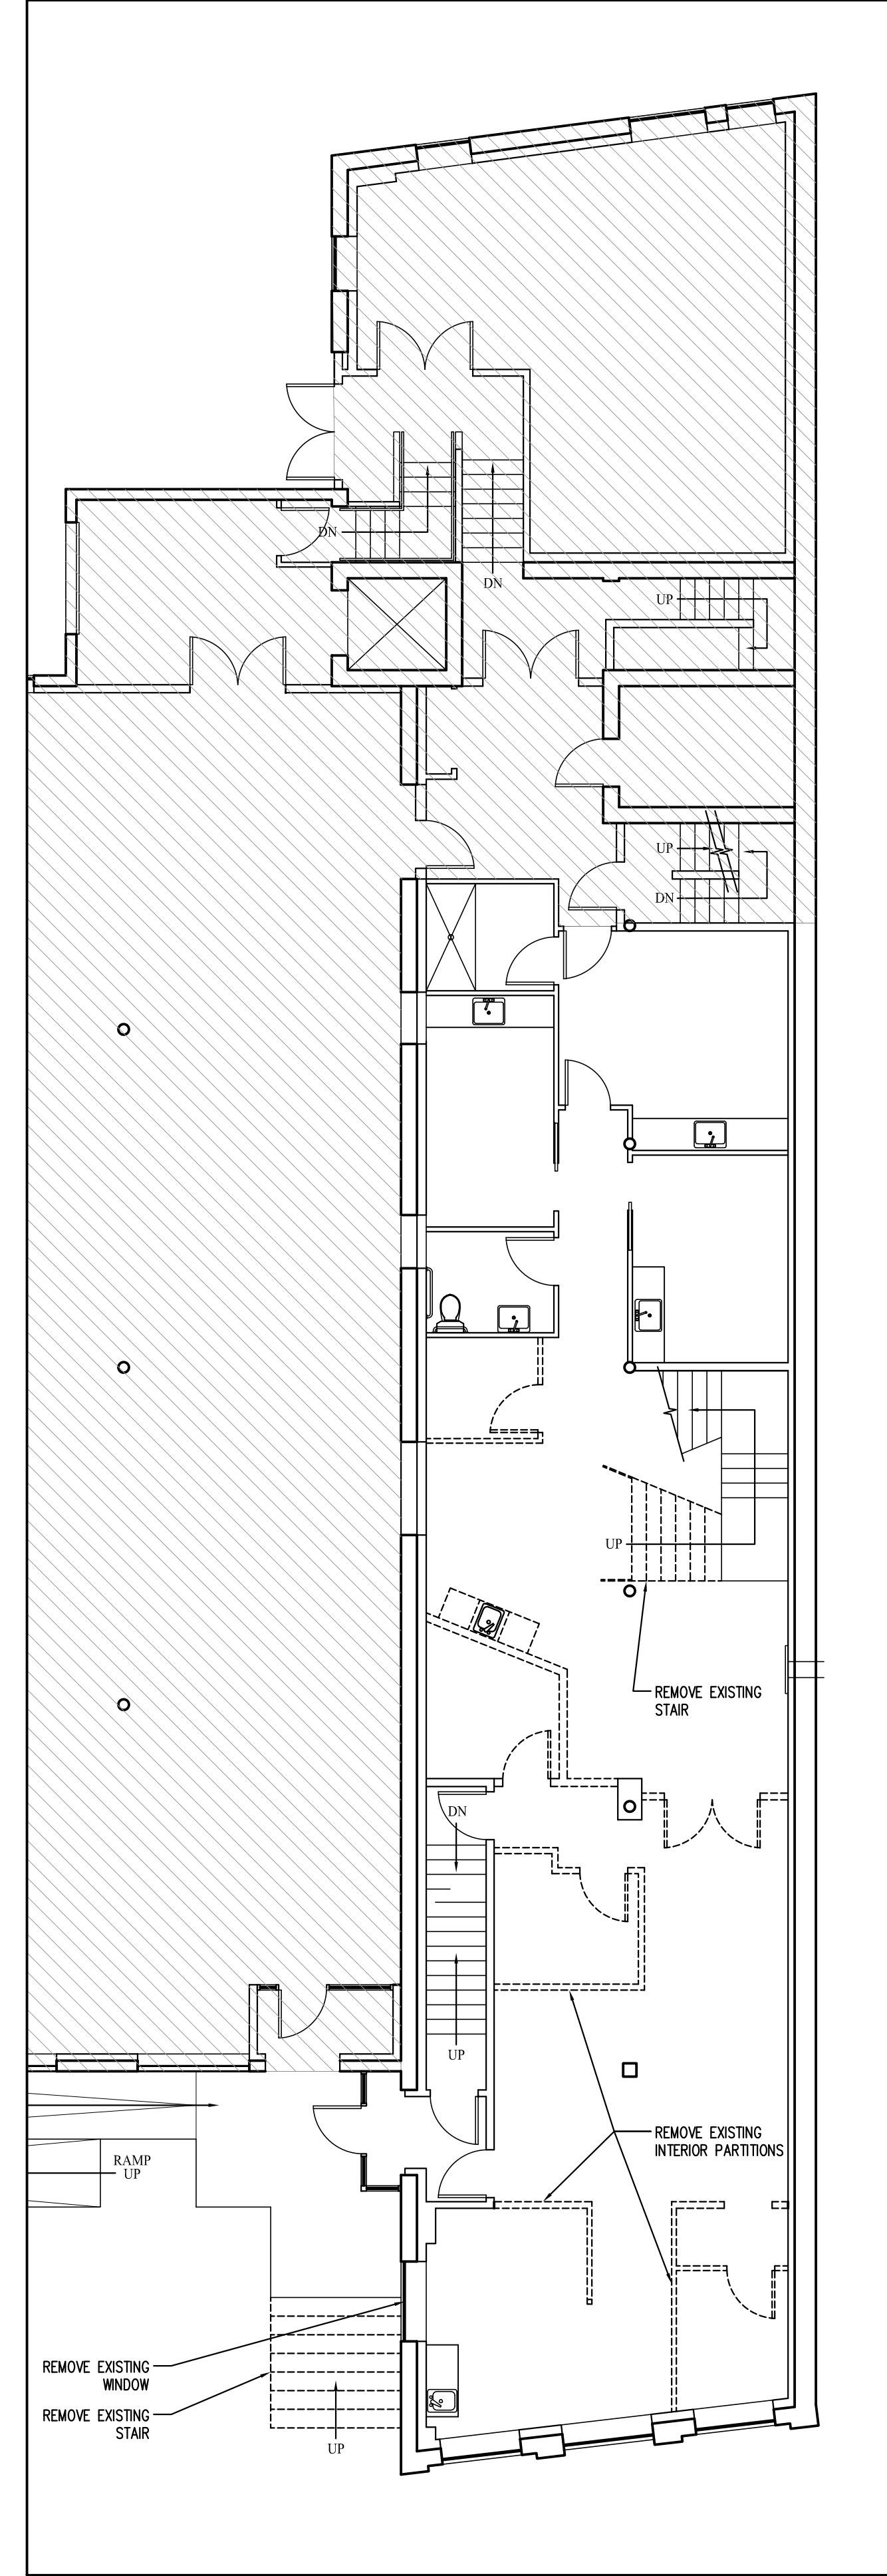 DN
DN
UP
UP
DN
UP
REMOVE EXISTING
STAIR
DN
UP
REMOVE EXISTING
INTERIOR PARTITIONS
RAMP
UP
REMOVE EXISTING
WINDOW
REMOVE EXISTING
STAIR
UP